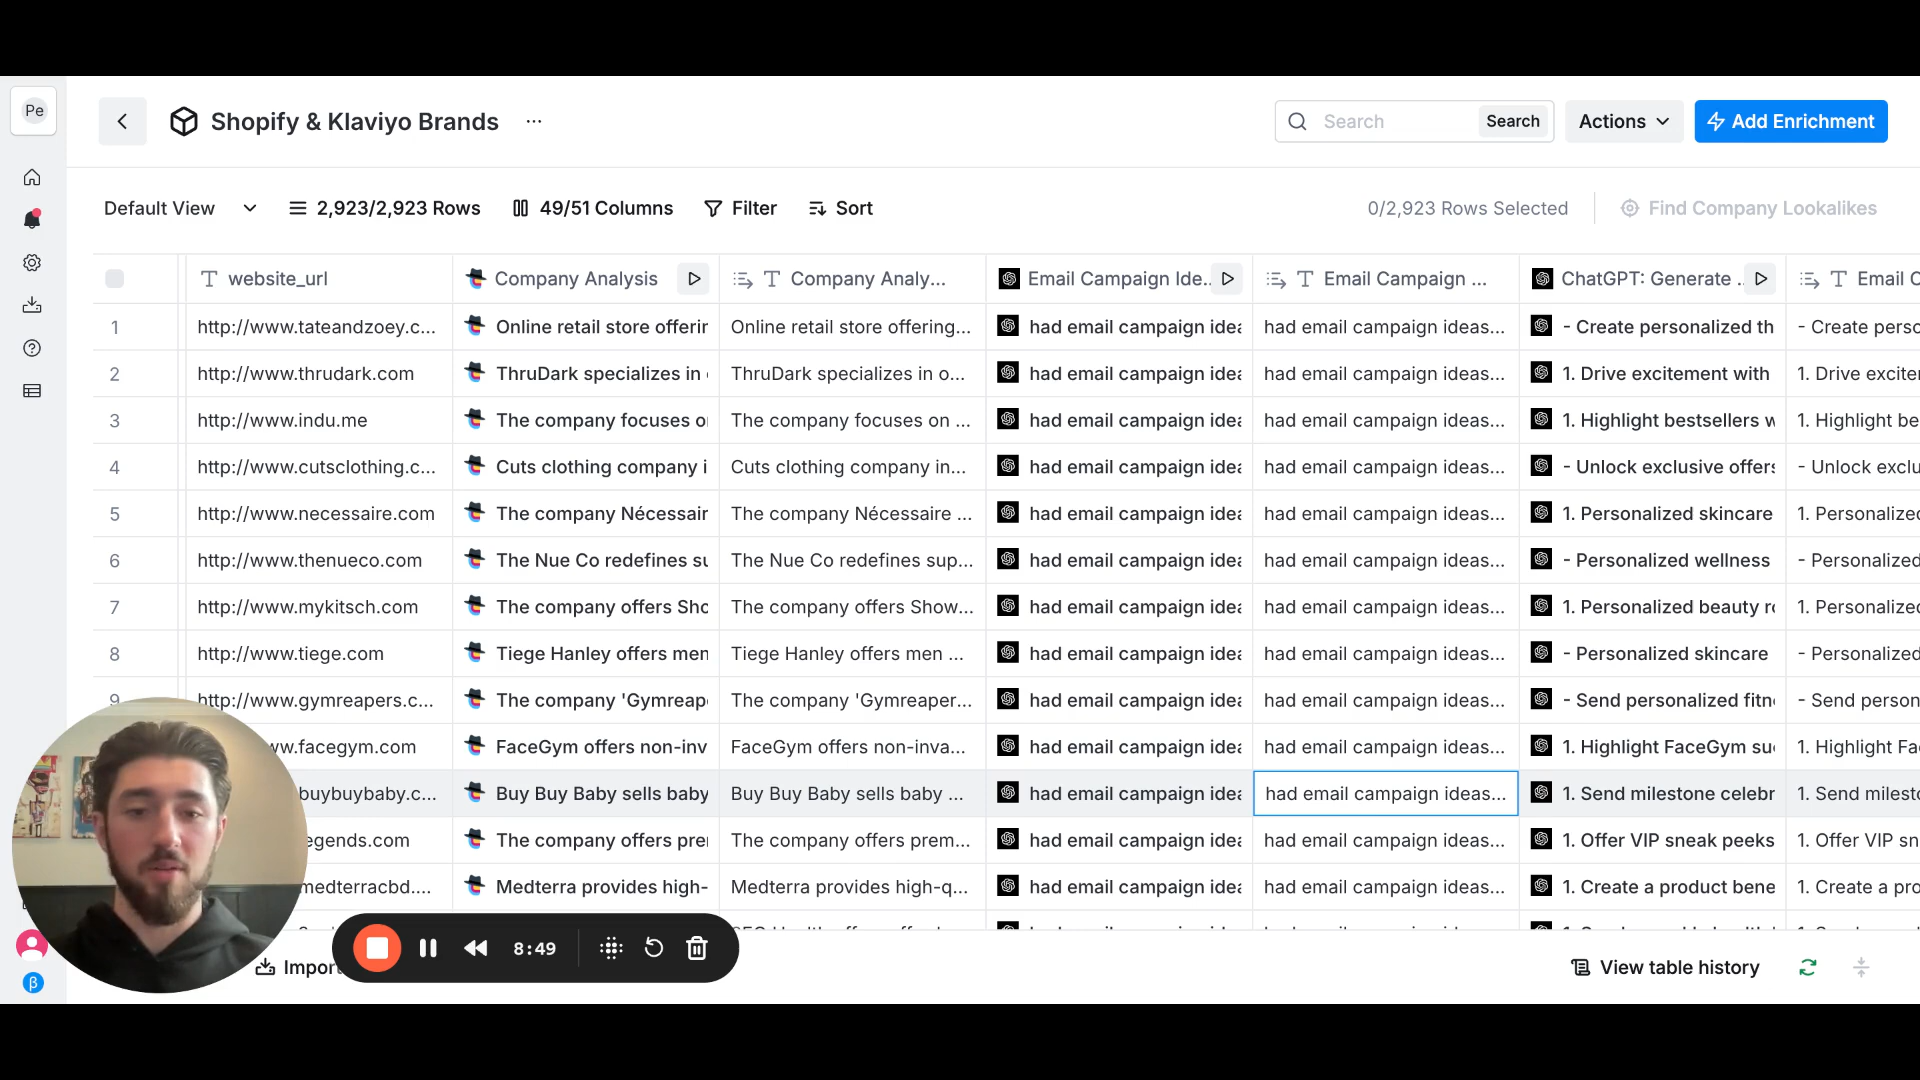 Pe
Shopify & Klaviyo Brands
...
Search
Search
Actions
Add Enrichment
Default View
2,923/2,923 Rows
49/51 Columns
Filter
Sort
0/2,923 Rows Selected
Find Company Lookalikes
website_url
Company Analysis
Company Analy...
Email Campaign Ide..
Email Campaign ...
ChatGPT: Generate ..
Email C
1 http://www.tateandzoey.c... Online retail store offerin Online retail store offering... had email campaign idea had email campaign ideas... - Create personalized th - Create perso
2 http://www.thrudark.com ThruDark specializes in ThruDark specializes in o... had email campaign idea had email campaign ideas... 1. Drive excitement with 1. Drive excite
3 http://www.indu.me The company focuses o The company focuses on ... had email campaign idea had email campaign ideas... 1. Highlight bestsellers w 1. Highlight be
4 http://www.cutsclothing.c... Cuts clothing company i Cuts clothing company in... had email campaign idea had email campaign ideas... - Unlock exclusive offers - Unlock exclu
5 http://www.necessaire.com The company Nécessair The company Nécessaire ... had email campaign idea had email campaign ideas... 1. Personalized skincare 1. Personalized
6 http://www.thenueco.com The Nue Co redefines su The Nue Co redefines sup... had email campaign idea had email campaign ideas... - Personalized wellness - Personalized
7 http://www.mykitsch.com The company offers Sho The company offers Show... had email campaign idea had email campaign ideas... 1. Personalized beauty r 1. Personalized
8 http://www.tiege.com Tiege Hanley offers men Tiege Hanley offers men ... had email campaign idea had email campaign ideas... - Personalized skincare - Personalized
9 http://www.gymreapers.c... The company 'Gymreap The company 'Gymreaper... had email campaign idea had email campaign ideas... - Send personalized fitn - Send person
ww.facegym.com FaceGym offers non-inv FaceGym offers non-inva... had email campaign idea had email campaign ideas... 1. Highlight FaceGym su 1. Highlight Fa
buybuybaby.c... Buy Buy Baby sells baby Buy Buy Baby sells baby ... had email campaign idea had email campaign ideas... 1. Send milestone celebr 1. Send milest
egends.com The company offers pre The company offers prem... had email campaign idea had email campaign ideas... 1. Offer VIP sneak peeks 1. Offer VIP sn
medterracbd.... Medterra provides high- Medterra provides high-q... had email campaign idea had email campaign ideas... 1. Create a product bene 1. Create a pro
8:49
Import
View table history
β